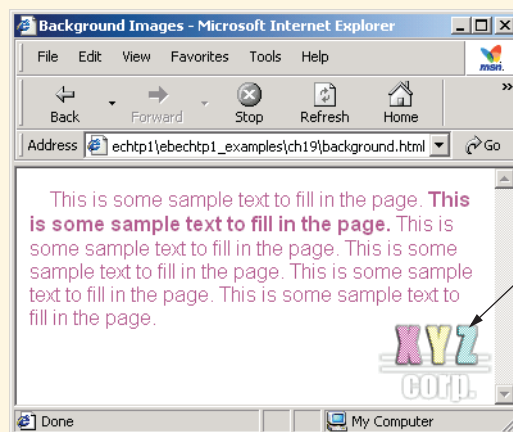 Background Images - Microsoft Internet Explorer
File Edit View Favorites Tools Help
msn.
Back Forward Stop Refresh Home »
Address echtp1\ebechtp1_examples\ch19\background.html Go
This is some sample text to fill in the page. This
is some sample text to fill in the page. This is
some sample text to fill in the page. This is some
sample text to fill in the page. This is some sample
text to fill in the page. This is some sample text to
fill in the page.
XYZ
corp.
Done My Computer